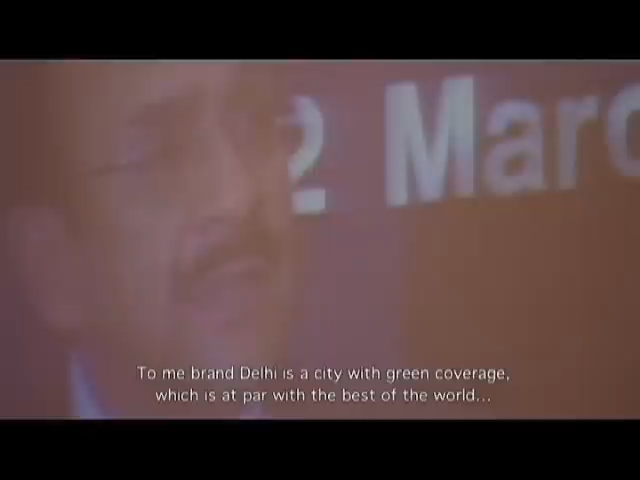 2 Marc
To me brand Delhi is a city with green coverage,
which is at par with the best of the world...